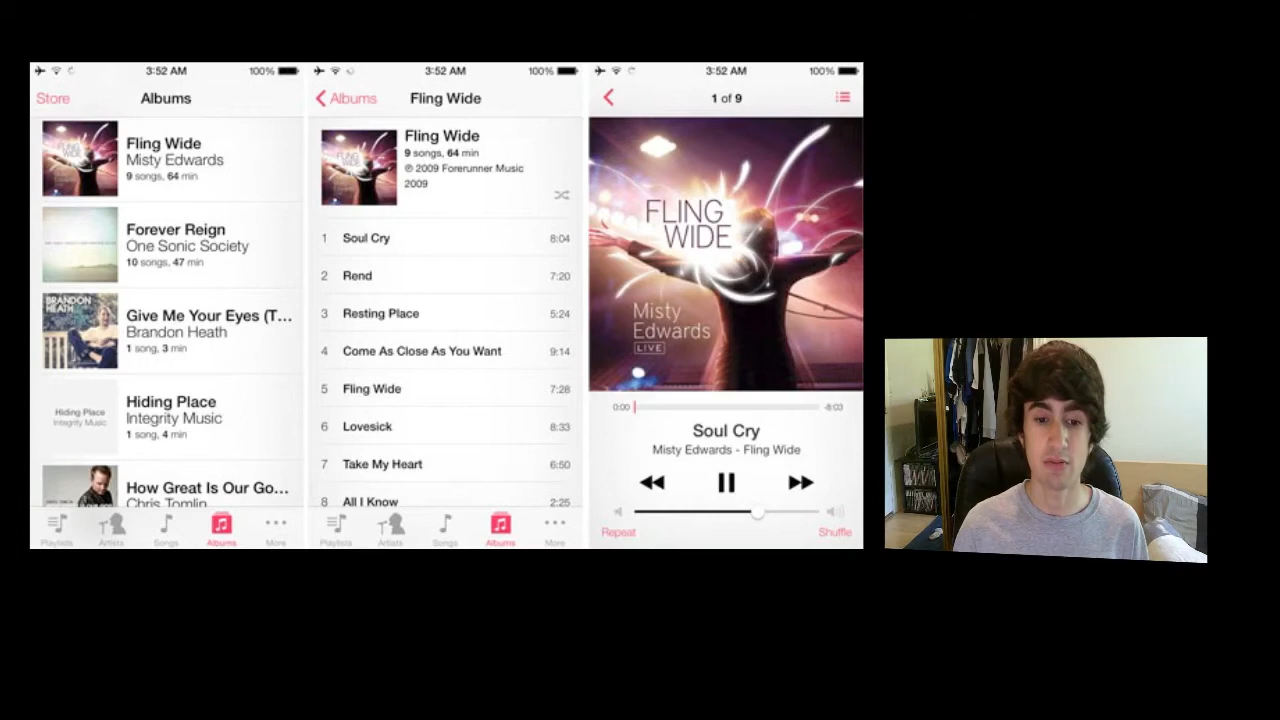 3:52 AM
100%
Store
Albums
Fling Wide
Misty Edwards
9 songs, 64 min
Forever Reign
One Sonic Society
10 songs, 47 min
BRANDON
HEATH
Give Me Your Eyes (T...
Brandon Heath
1 song, 3 min
Hiding Place
Integrity Music
Hiding Place
Integrity Music
1 song, 4 min
How Great Is Our Go...
Chris Tomlin
Playlists
Artists
Songs
Albums
More
3:52 AM
100%
Albums
Fling Wide
FLING
WIDE
Fling Wide
9 songs, 64 min
℗ 2009 Forerunner Music
2009
1 Soul Cry 8:04
2 Rend 7:20
3 Resting Place 5:24
4 Come As Close As You Want 9:14
5 Fling Wide 7:28
6 Lovesick 8:33
7 Take My Heart 6:50
8 All I Know 2:25
Playlists
Artists
Songs
Albums
More
3:52 AM
100%
1 of 9
FLING
WIDE
Misty
Edwards
LIVE
0:00
-8:03
Soul Cry
Misty Edwards - Fling Wide
Repeat
Shuffle